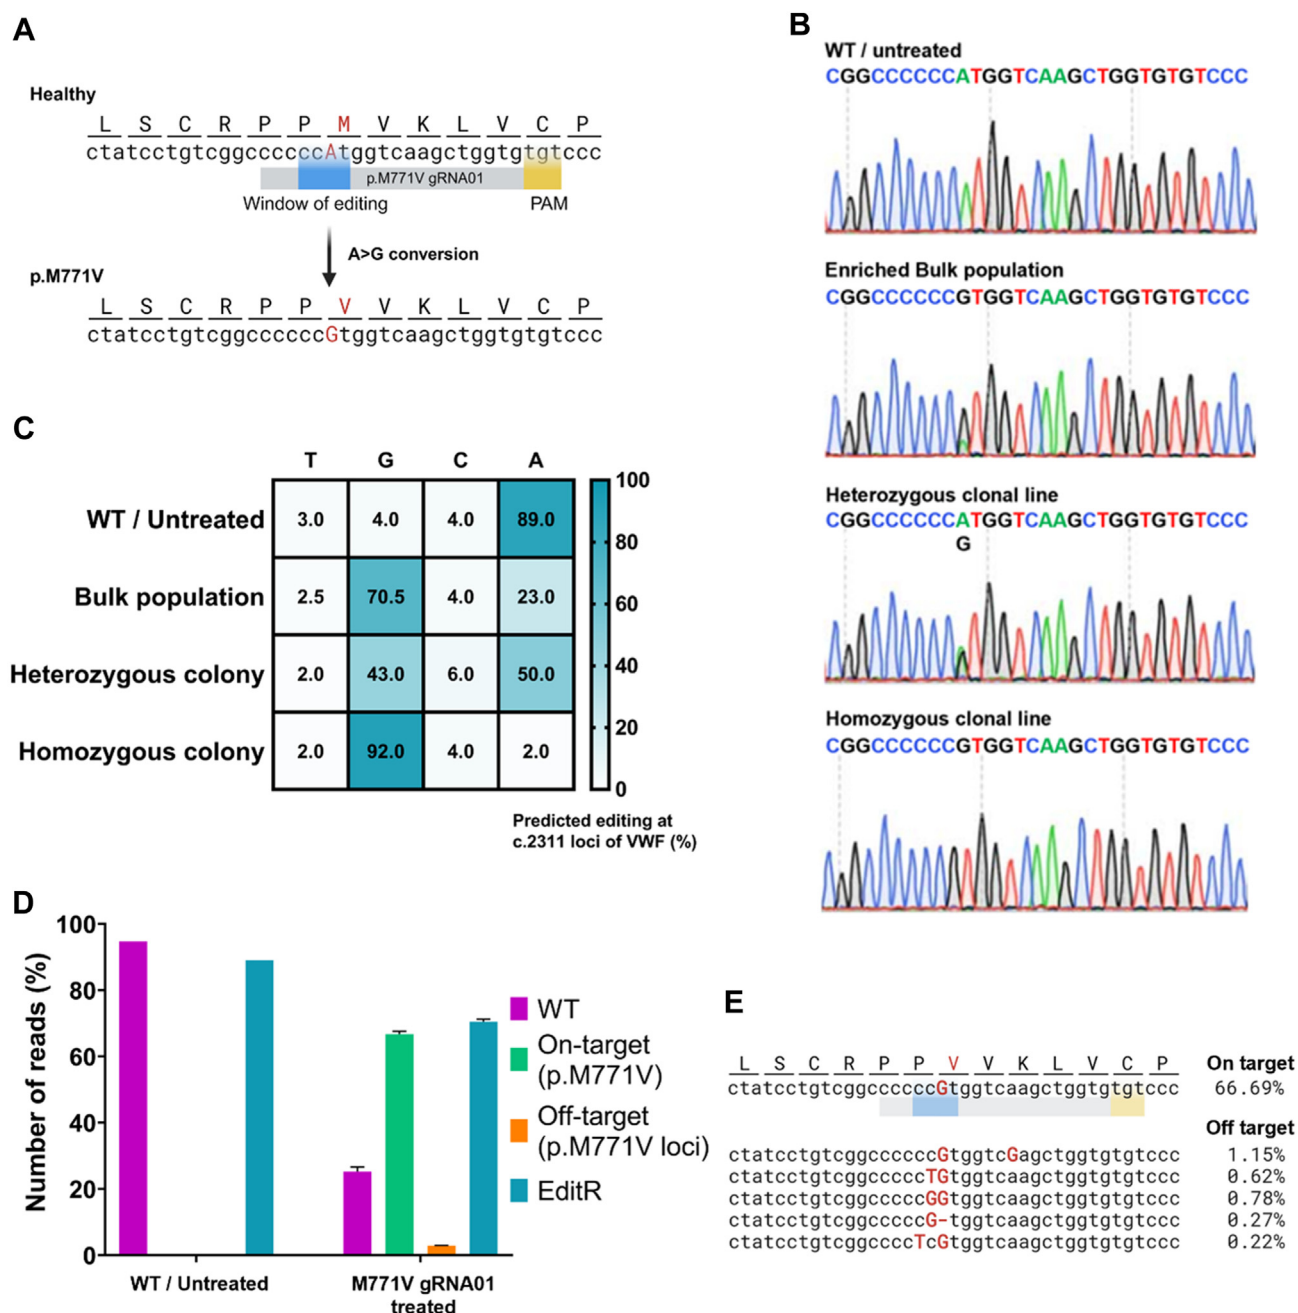 A
Healthy
L S C R P P M V K L V C P
ctatcctgtcggccccccAtggtcaagctggtgtgtccc
p.M771V gRNA01
Window of editing
PAM
A>G conversion
p.M771V
L S C R P P V V K L V C P
ctatcctgtcggccccccGtggtcaagctggtgtgtccc
B
WT / untreated
CGGCCCCCCATGGTCAAGCTGGTGTGTCCC
Enriched Bulk population
CGGCCCCCCGTGGTCAAGCTGGTGTGTCCC
Heterozygous clonal line
CGGCCCCCCATGGTCAAGCTGGTGTGTCCC
G
Homozygous clonal line
CGGCCCCCCGTGGTCAAGCTGGTGTGTCCC
C
T G C A
WT / Untreated 3.0 4.0 4.0 89.0
Bulk population 2.5 70.5 4.0 23.0
Heterozygous colony 2.0 43.0 6.0 50.0
Homozygous colony 2.0 92.0 4.0 2.0
100
80
60
40
20
0
Predicted editing at
c.2311 loci of VWF (%)
D
Number of reads (%)
100
80
60
40
20
0
WT / Untreated
M771V gRNA01
treated
WT
On-target
(p.M771V)
Off-target
(p.M771V loci)
EditR
E
L S C R P P V V K L V C P On target
ctatcctgtcggccccccGtggtcaagctggtgtgtccc 66.69%
Off target
ctatcctgtcggccccccGtggtcGagctggtgtgtccc 1.15%
ctatcctgtcggcccccTGtggtcaagctggtgtgtccc 0.62%
ctatcctgtcggcccccGGtggtcaagctggtgtgtccc 0.78%
ctatcctgtcggcccccG-tggtcaagctggtgtgtccc 0.27%
ctatcctgtcggccccTcGtggtcaagctggtgtgtccc 0.22%